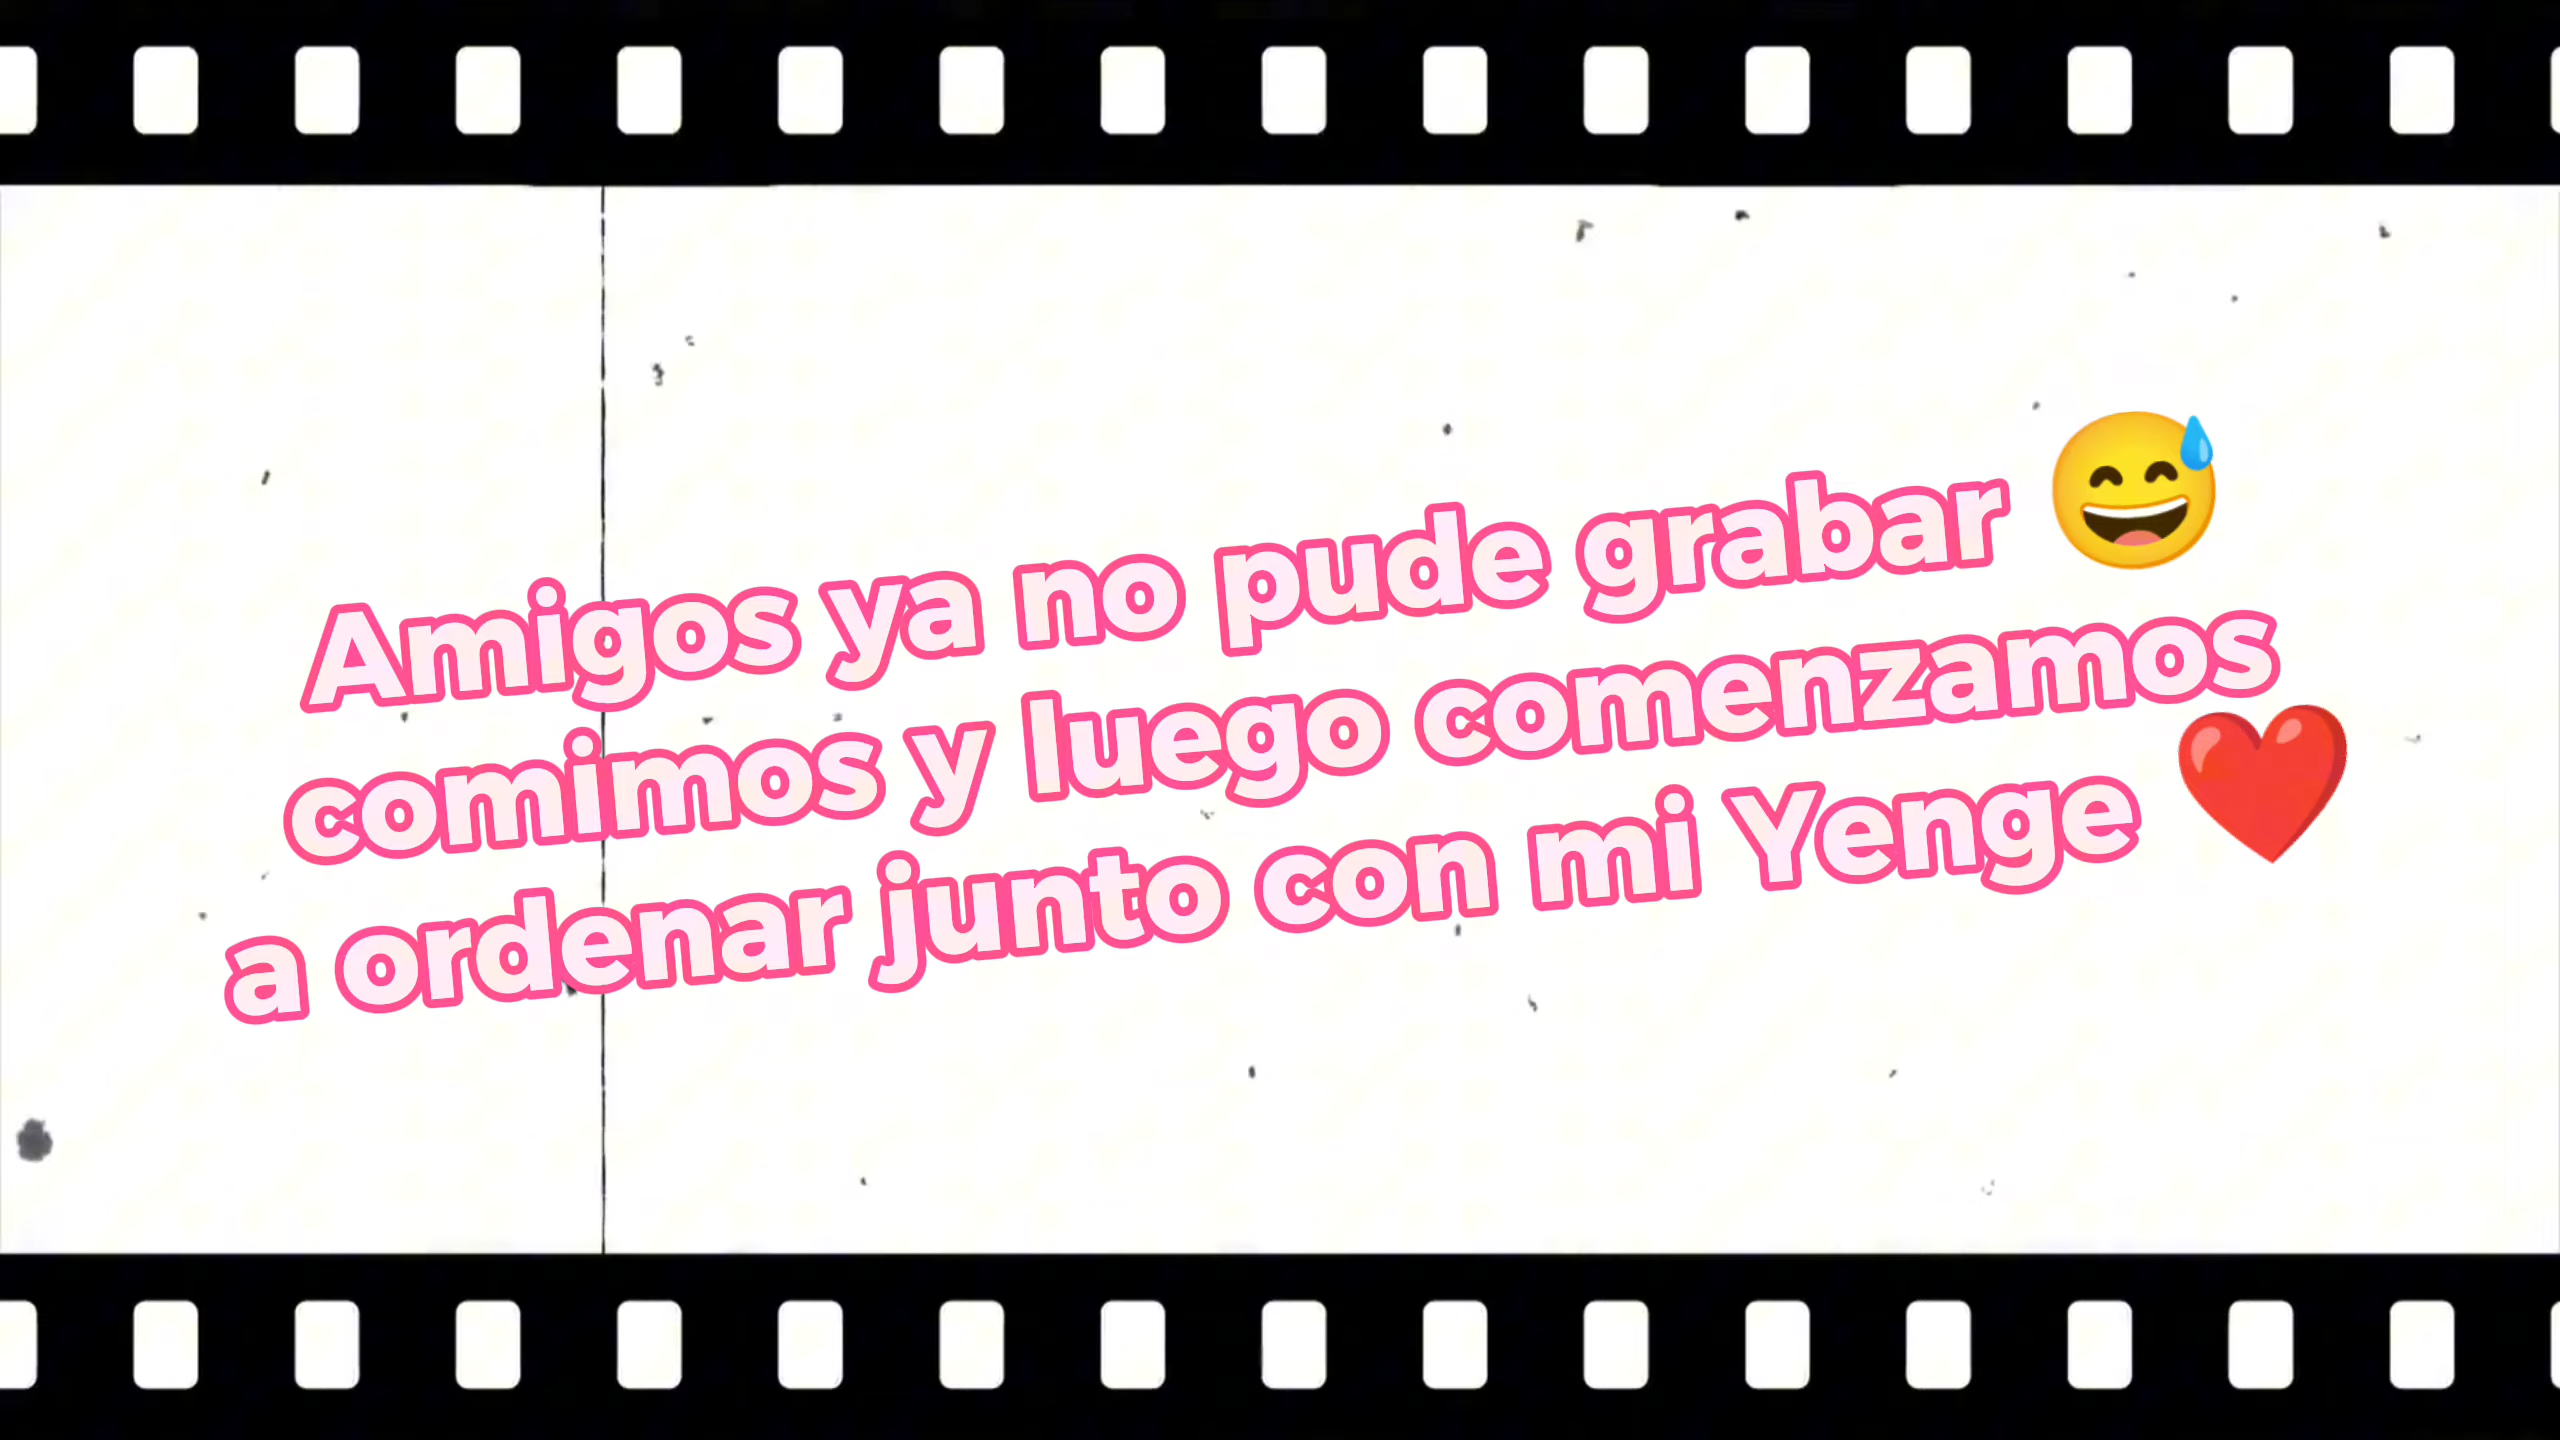 Amigos ya no pude grabar 😅
comimos y luego comenzamos
a ordenar junto con mi Yenge ❤️